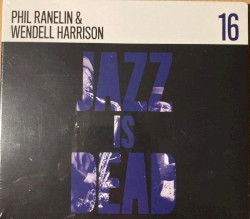 PHIL RANELIN &
WENDELL HARRISON
16
JAZZ
IS
DEAD